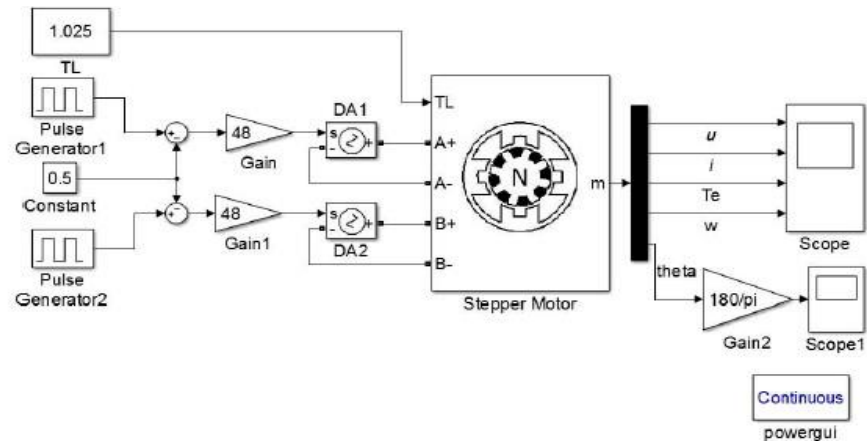 1.025
TL
Pulse
Generator1
0.5
Constant
Pulse
Generator2
+
-
+
-
48
Gain
48
Gain1
DA1
s
-
+
DA2
s
-
+
TL
A+
A-
B+
B-
N
m
Stepper Motor
u
i
Te
w
theta
Scope
180/pi
Gain2
Scope1
Continuous
powergui